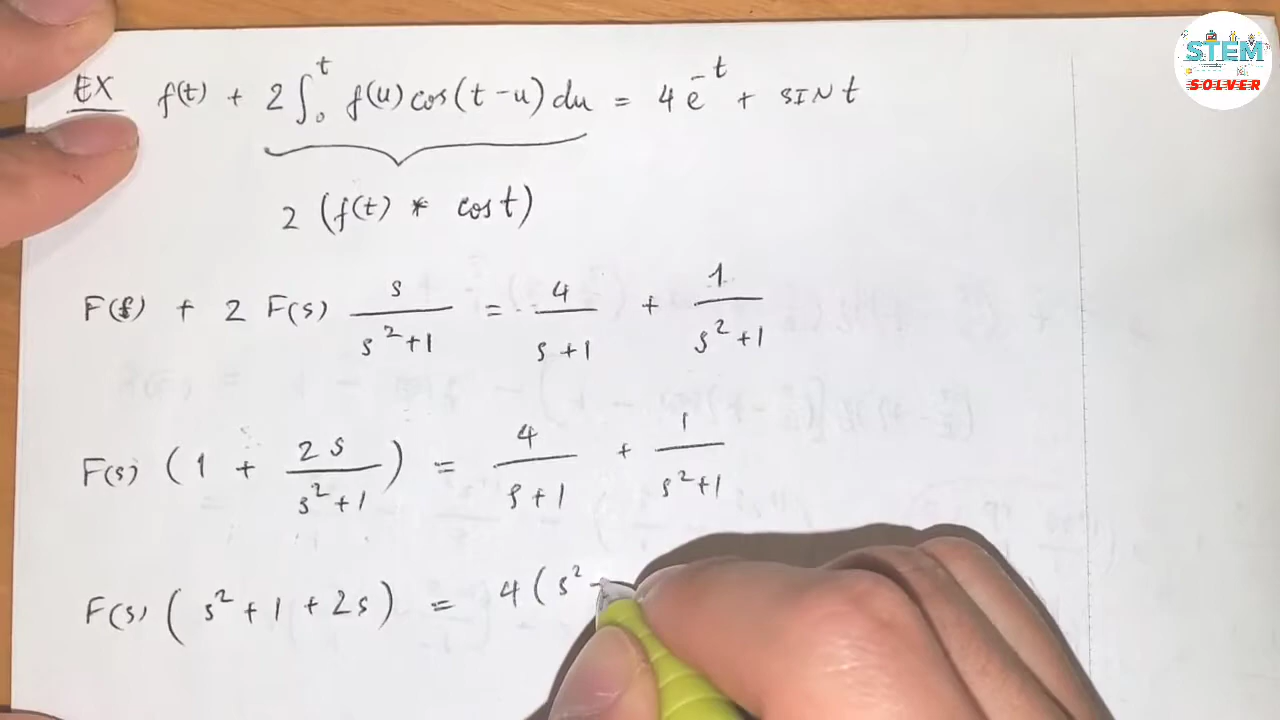 EX f(t) + 2∫₀ᵗ f(u) cos(t-u) du = 4e⁻ᵗ + SIN t
2 (f(t) * cos t)
F(f) + 2 F(s) s/(s²+1) = 4/(s+1) + 1/(s²+1)
F(s) (1 + 2s/(s²+1)) = 4/(s+1) + 1/(s²+1)
F(s) (s²+1+2s) = 4(s²
STEM
SOLVER